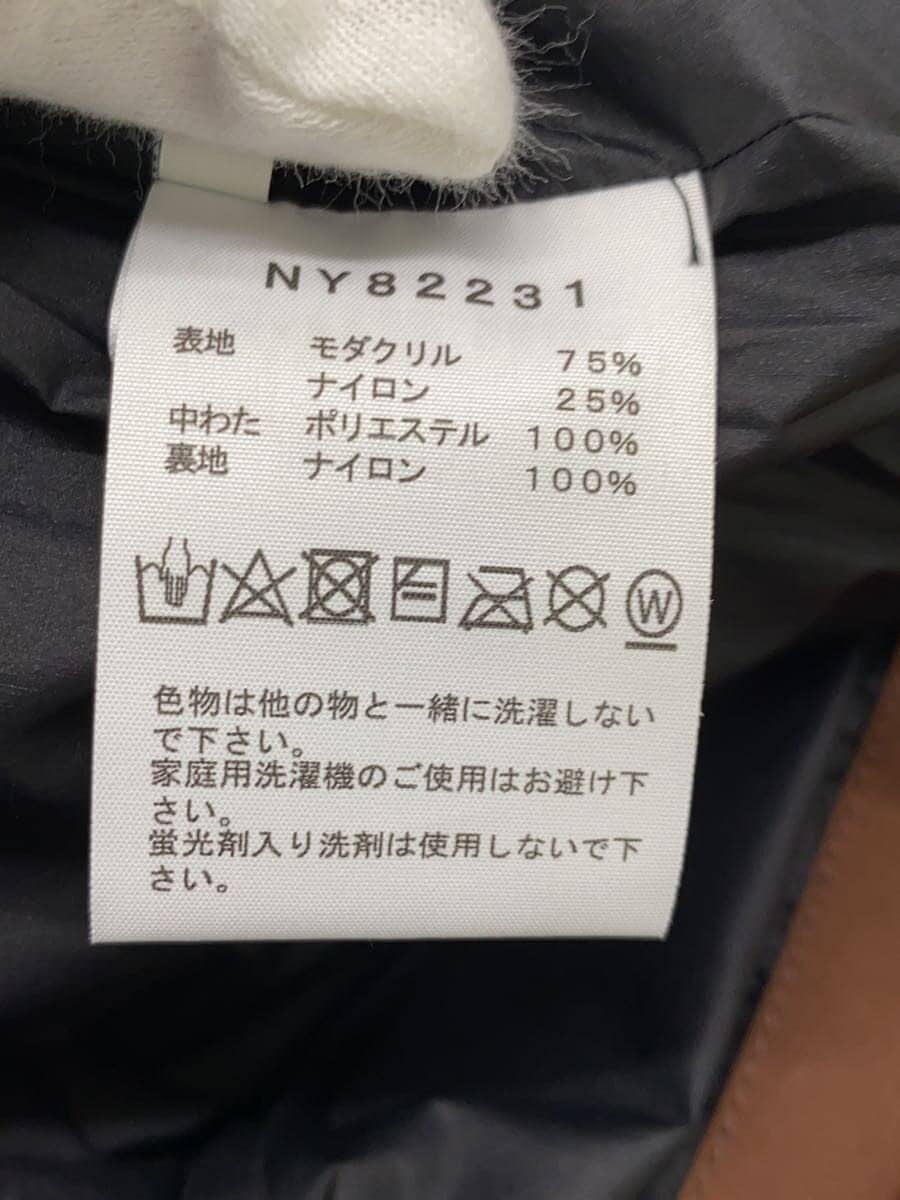 NY82231
表地 モダクリル 75%
ナイロン 25%
中わた ポリエステル 100%
裏地 ナイロン 100%
W
色物は他の物と一緒に洗濯しない
で下さい。
家庭用洗濯機のご使用はお避け下
さい。
蛍光剤入り洗剤は使用しないで下
さい。